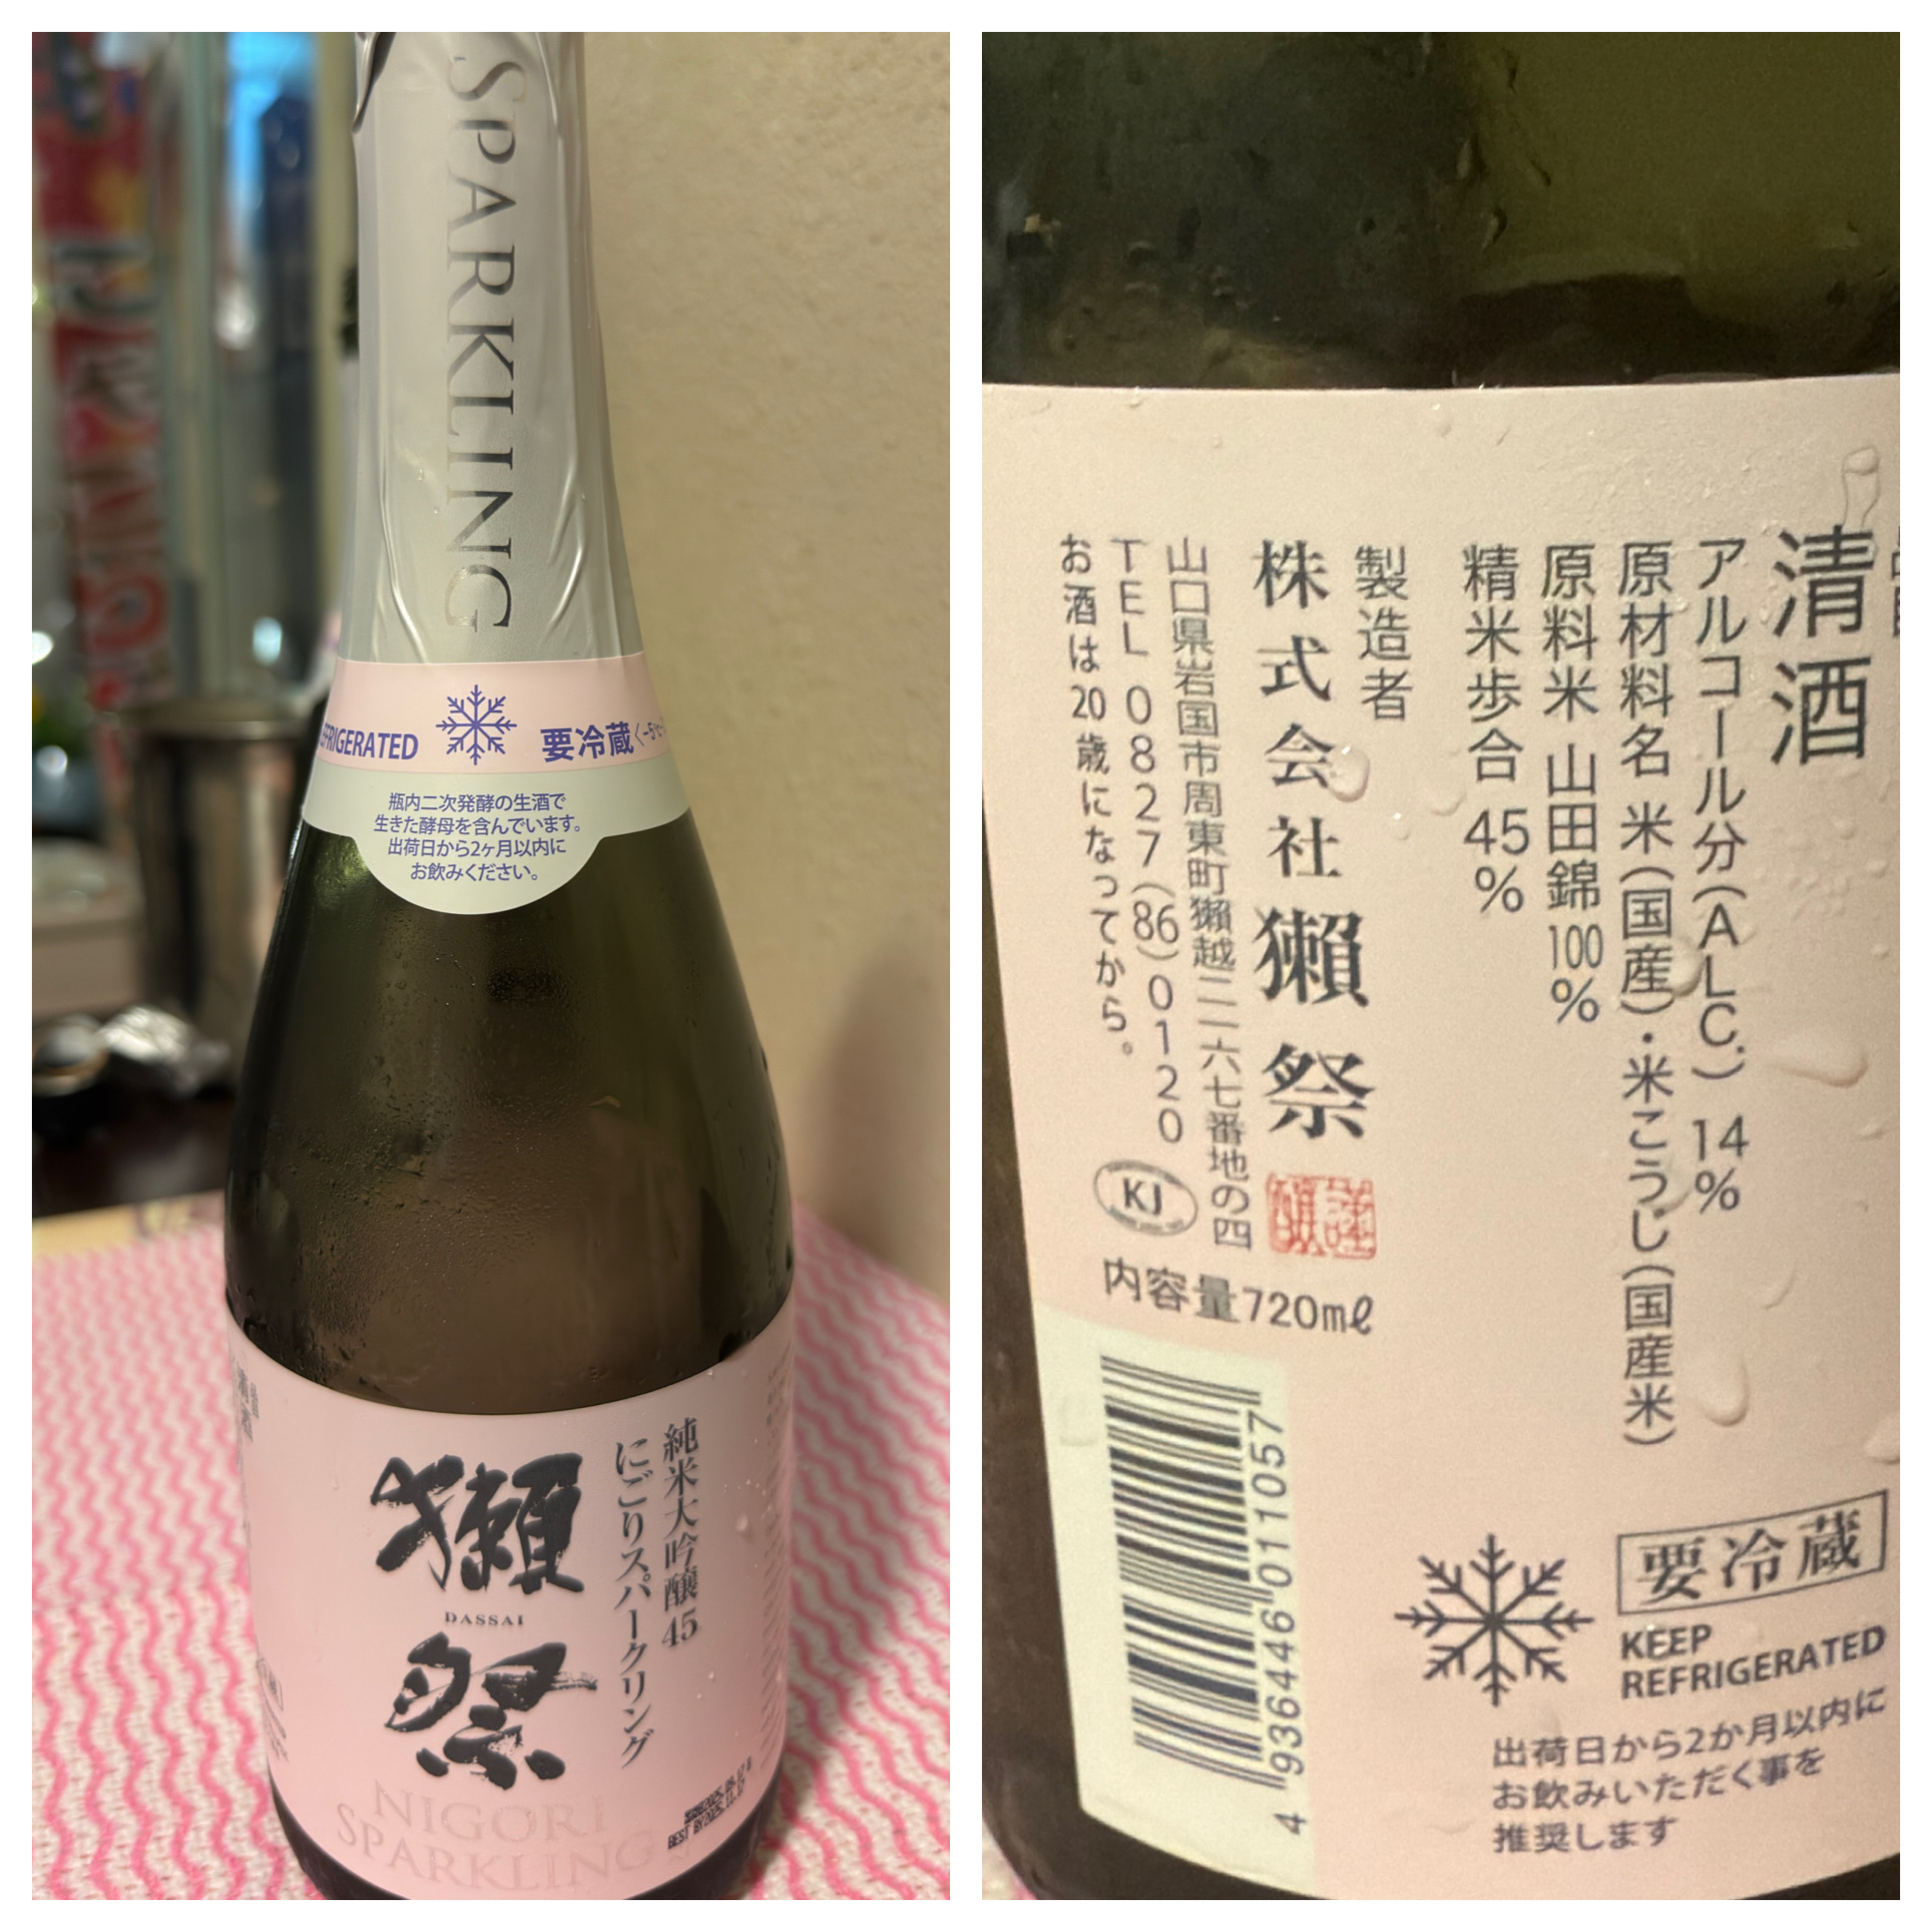 SPARKLING
REFRIGERATED
要冷蔵
瓶内二次発酵の生酒で
生きた酵母を含んでいます。
出荷日から2ヶ月以内に
お飲みください。
純米大吟醸45
にごりスパークリング
獺祭
DASSAI
NIGORI
SPARKLING
BEST BY2025.11.17
清酒
アルコール分(ALC.) 14%
原材料名 米(国産)・米こうじ(国産米)
原料米 山田錦100%
精米歩合 45%
製造者
株式会社獺祭
謹醸
山口県岩国市周東町獺越二一六七番地の四
TEL 0827(86)0120
お酒は20歳になってから。
KJ
内容量720mℓ
4 936446 011057
要冷蔵
KEEP
REFRIGERATED
出荷日から2か月以内に
お飲みいただく事を
推奨します